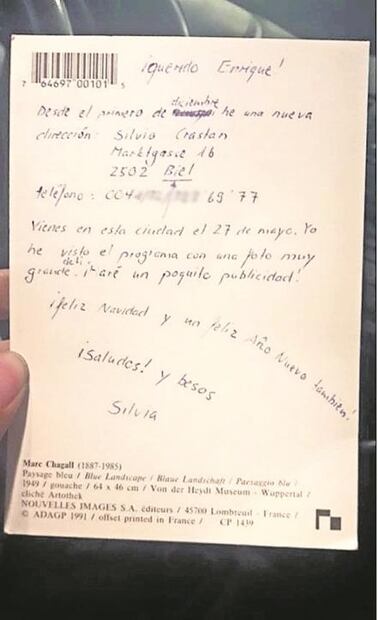 7 64697 00101 5
¡querido Enrique!
diciembre
Desde el primero de he una nueva
dirección: Silvia Crastan
Marktgasse 16
2502 Biel
teléfono: 004 69'77
Vienes en esta ciudad el 27 de mayo. Yo
he visto el programa con una foto muy
grande. ¡Haré un poquito publicidad!
de ti
¡feliz Navidad y un feliz Año Nuevo también!
¡Saludos! y besos
Silvia
Marc Chagall (1887-1985)
Paysage bleu / Blue Landscape / Blaue Landschaft / Paesaggio blu /
1949 / gouache / 64 x 46 cm / Von der Heydt Museum - Wuppertal /
cliché Artothek
NOUVELLES IMAGES S.A. éditeurs / 45700 Lombreuil - France /
© ADAGP 1991 / offset printed in France / CP 1439